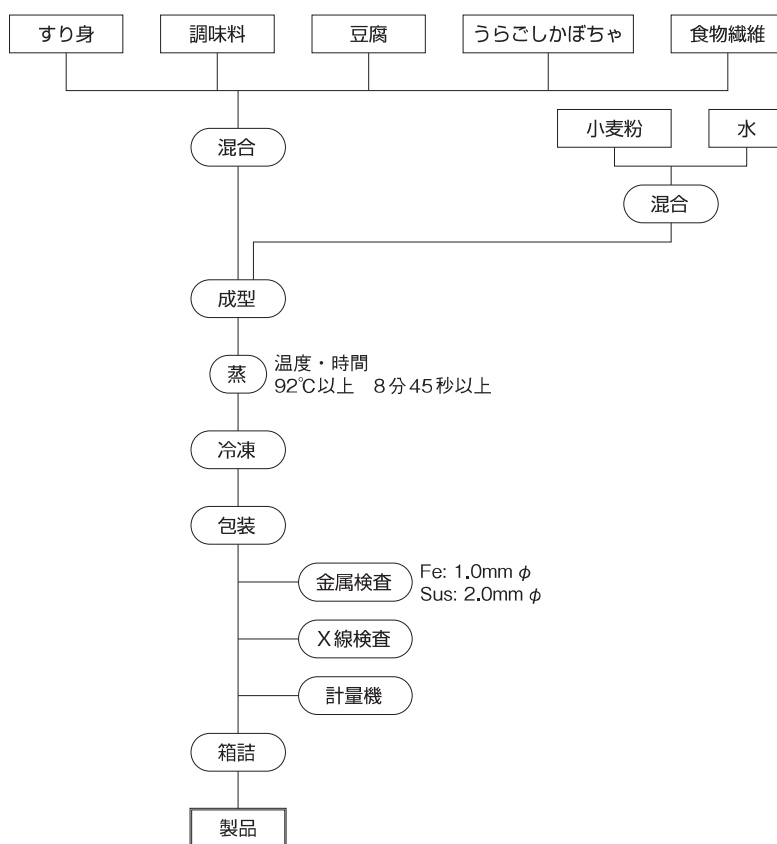 すり身
調味料
豆腐
うらごしかぼちゃ
食物繊維
小麦粉
水
混合
混合
成型
蒸
温度・時間
92℃以上 8分45秒以上
冷凍
包装
金属検査
Fe: 1.0mm φ
Sus: 2.0mm φ
X線検査
計量機
箱詰
製品